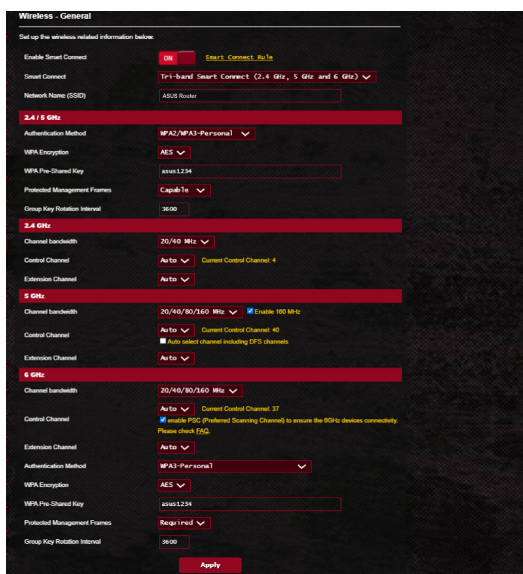 Wireless - General
Set up the wireless related information below.
Enable Smart Connect ON Smart Connect Rule
Smart Connect Tri-band Smart Connect (2.4 GHz, 5 GHz and 6 GHz)
Network Name (SSID) ASUS Router
2.4 / 5 GHz
Authentication Method WPA2/WPA3-Personal
WPA Encryption AES
WPA Pre-Shared Key asus1234
Protected Management Frames Capable
Group Key Rotation Interval 3600
2.4 GHz
Channel bandwidth 20/40 MHz
Control Channel Auto Current Control Channel: 4
Extension Channel Auto
5 GHz
Channel bandwidth 20/40/80/160 MHz Enable 160 MHz
Control Channel Auto Current Control Channel: 40
Auto select channel including DFS channels
Extension Channel Auto
6 GHz
Channel bandwidth 20/40/80/160 MHz
Control Channel Auto Current Control Channel: 37
enable PSC (Preferred Scanning Channel) to ensure the 6GHz devices connectivity.
Please check FAQ.
Extension Channel Auto
Authentication Method WPA3-Personal
WPA Encryption AES
WPA Pre-Shared Key asus1234
Protected Management Frames Required
Group Key Rotation Interval 3600
Apply